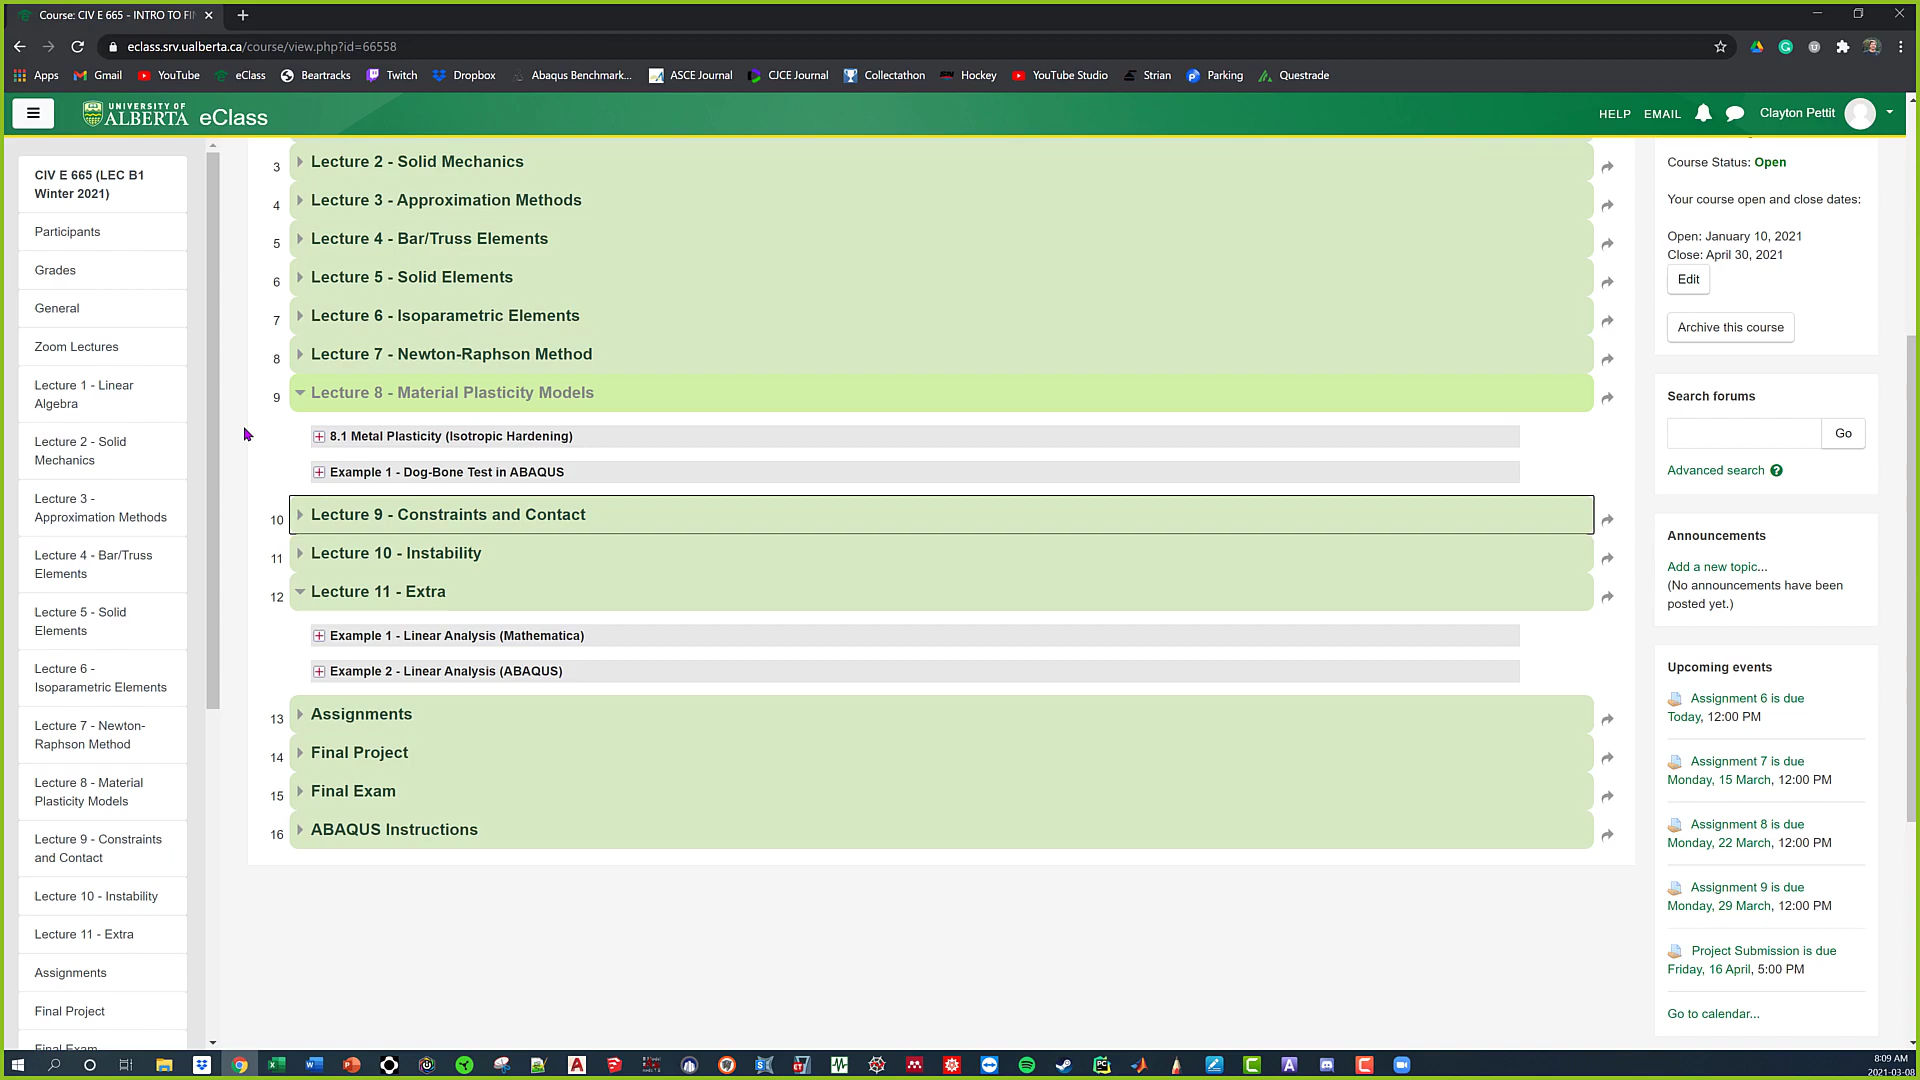 Course: CIV E 665 - INTRO TO FI
eclass.srv.ualberta.ca/course/view.php?id=66558
Apps Gmail YouTube eClass Beartracks Twitch Dropbox Abaqus Benchmark... ASCE Journal CJCE Journal Collectathon Hockey YouTube Studio Strian Parking Questrade
UNIVERSITY OF
ALBERTA eClass
HELP EMAIL Clayton Pettit
CIV E 665 (LEC B1
Winter 2021)
Participants
Grades
General
Zoom Lectures
Lecture 1 - Linear
Algebra
Lecture 2 - Solid
Mechanics
Lecture 3 -
Approximation Methods
Lecture 4 - Bar/Truss
Elements
Lecture 5 - Solid
Elements
Lecture 6 -
Isoparametric Elements
Lecture 7 - Newton-
Raphson Method
Lecture 8 - Material
Plasticity Models
Lecture 9 - Constraints
and Contact
Lecture 10 - Instability
Lecture 11 - Extra
Assignments
Final Project
Final Exam
3 Lecture 2 - Solid Mechanics
4 Lecture 3 - Approximation Methods
5 Lecture 4 - Bar/Truss Elements
6 Lecture 5 - Solid Elements
7 Lecture 6 - Isoparametric Elements
8 Lecture 7 - Newton-Raphson Method
9 Lecture 8 - Material Plasticity Models
8.1 Metal Plasticity (Isotropic Hardening)
Example 1 - Dog-Bone Test in ABAQUS
10 Lecture 9 - Constraints and Contact
11 Lecture 10 - Instability
12 Lecture 11 - Extra
Example 1 - Linear Analysis (Mathematica)
Example 2 - Linear Analysis (ABAQUS)
13 Assignments
14 Final Project
15 Final Exam
16 ABAQUS Instructions
Course Status: Open
Your course open and close dates:
Open: January 10, 2021
Close: April 30, 2021
Edit
Archive this course
Search forums
Go
Advanced search
Announcements
Add a new topic...
(No announcements have been
posted yet.)
Upcoming events
Assignment 6 is due
Today, 12:00 PM
Assignment 7 is due
Monday, 15 March, 12:00 PM
Assignment 8 is due
Monday, 22 March, 12:00 PM
Assignment 9 is due
Monday, 29 March, 12:00 PM
Project Submission is due
Friday, 16 April, 5:00 PM
Go to calendar...
8:09 AM
2021-03-08